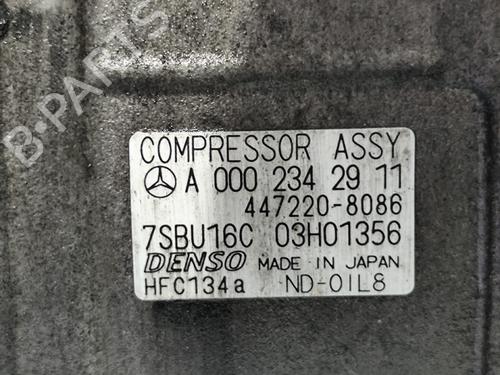 B-PARTS
COMPRESSOR ASSY
A 000 234 29 11
447220-8086
7SBU16C 03H01356
DENSO MADE IN JAPAN
HFC134a ND-OIL8